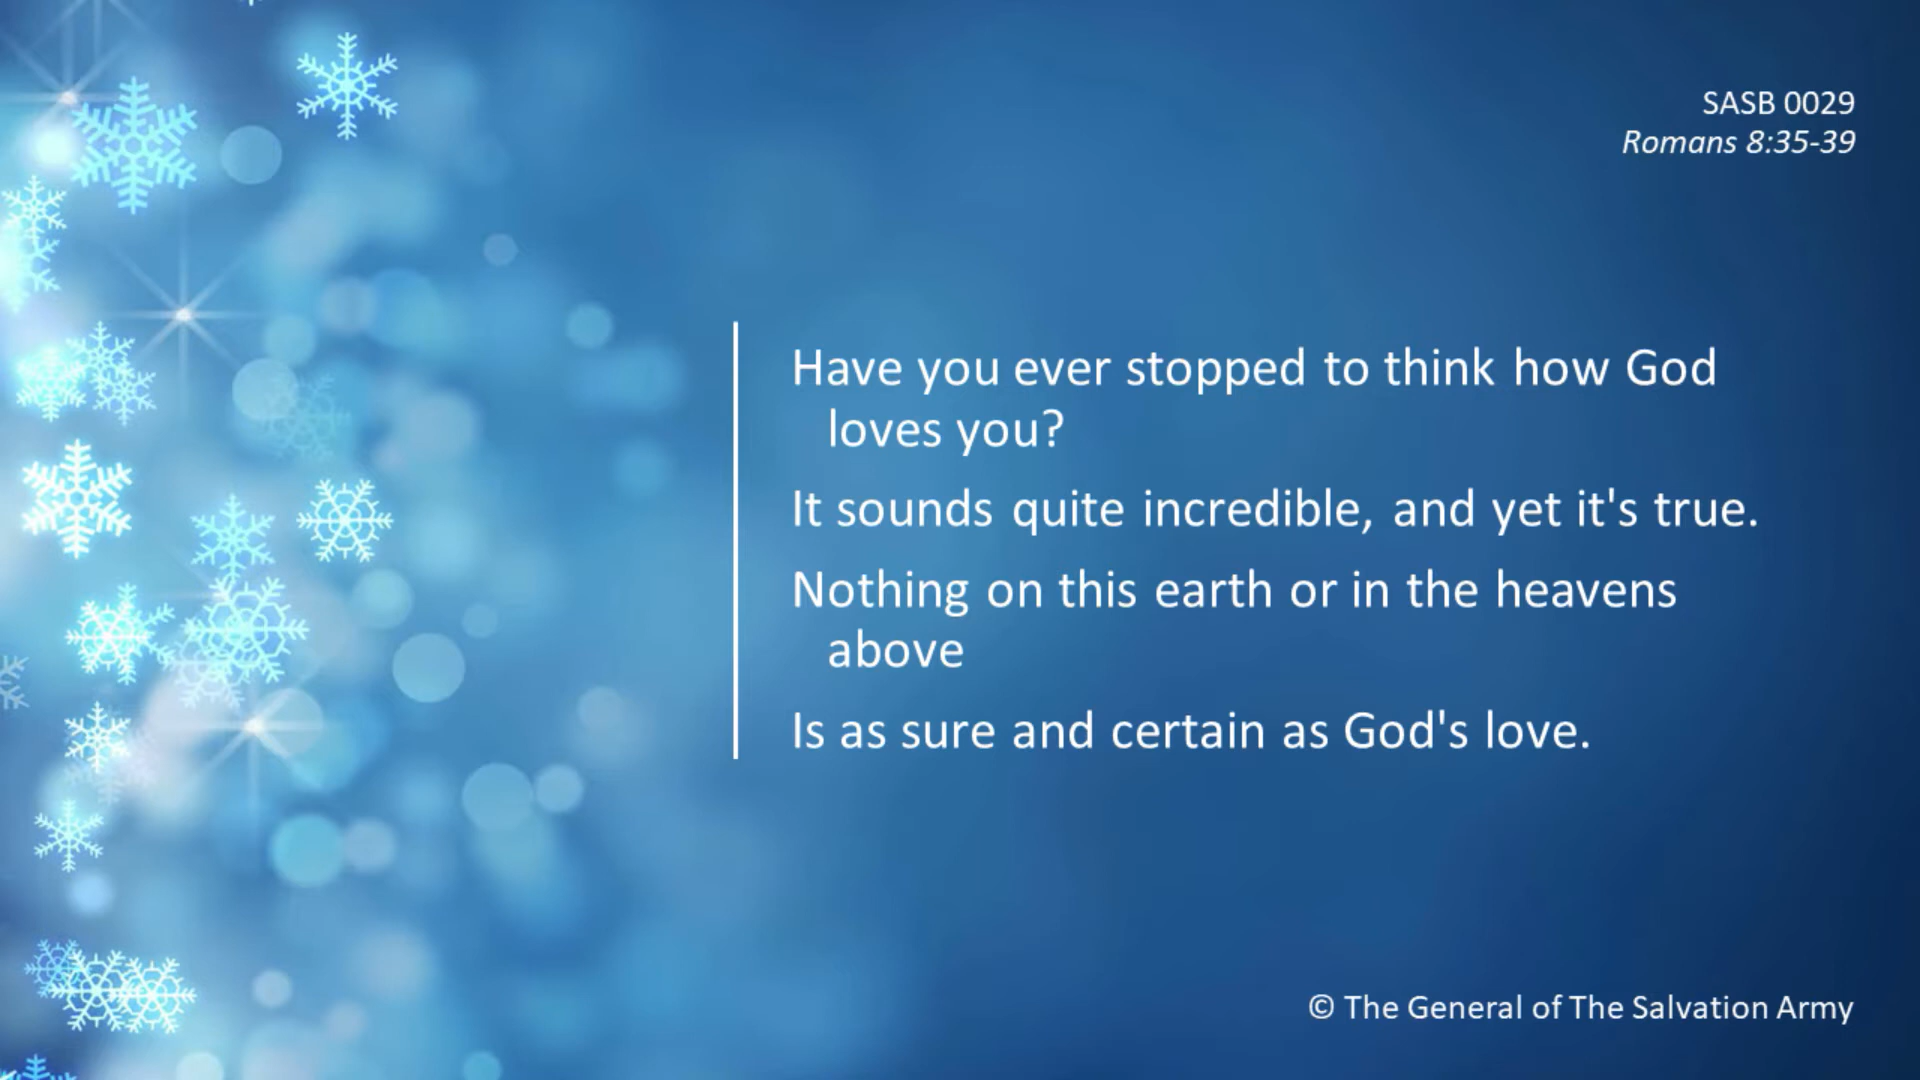 SASB 0029
Romans 8:35-39
Have you ever stopped to think how God
loves you?
It sounds quite incredible, and yet it's true.
Nothing on this earth or in the heavens
above
Is as sure and certain as God's love.
© The General of The Salvation Army